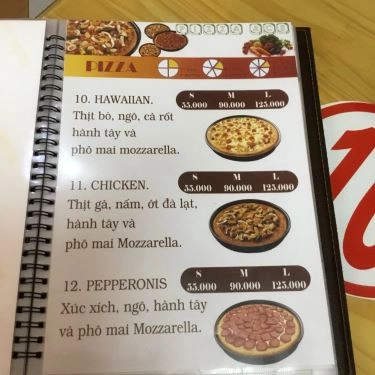 PIZZA
10. HAWAIIAN.
S M L
55.000 90.000 125.000
Thịt bò, ngô, cà rốt
hành tây và
phô mai mozzarella.
11. CHICKEN.
S M L
55.000 90.000 125.000
Thịt gà, nấm, ớt đà lạt,
hành tây và
phô mai Mozzarella.
12. PEPPERONIS
S M L
55.000 90.000 125.000
Xúc xích, ngô, hành tây
và phô mai Mozzarella.